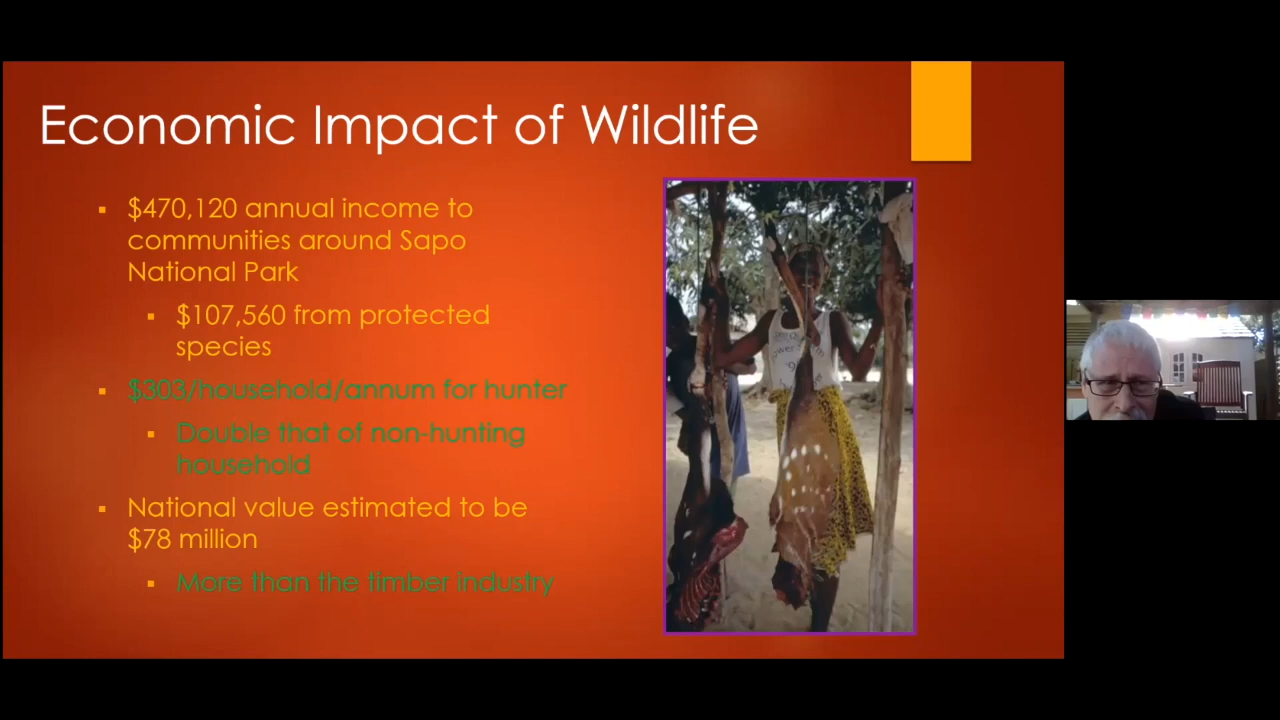 Economic Impact of Wildlife
$470,120 annual income to
communities around Sapo
National Park
$107,560 from protected
species
$303/household/annum for hunter
Double that of non-hunting
household
National value estimated to be
$78 million
More than the timber industry